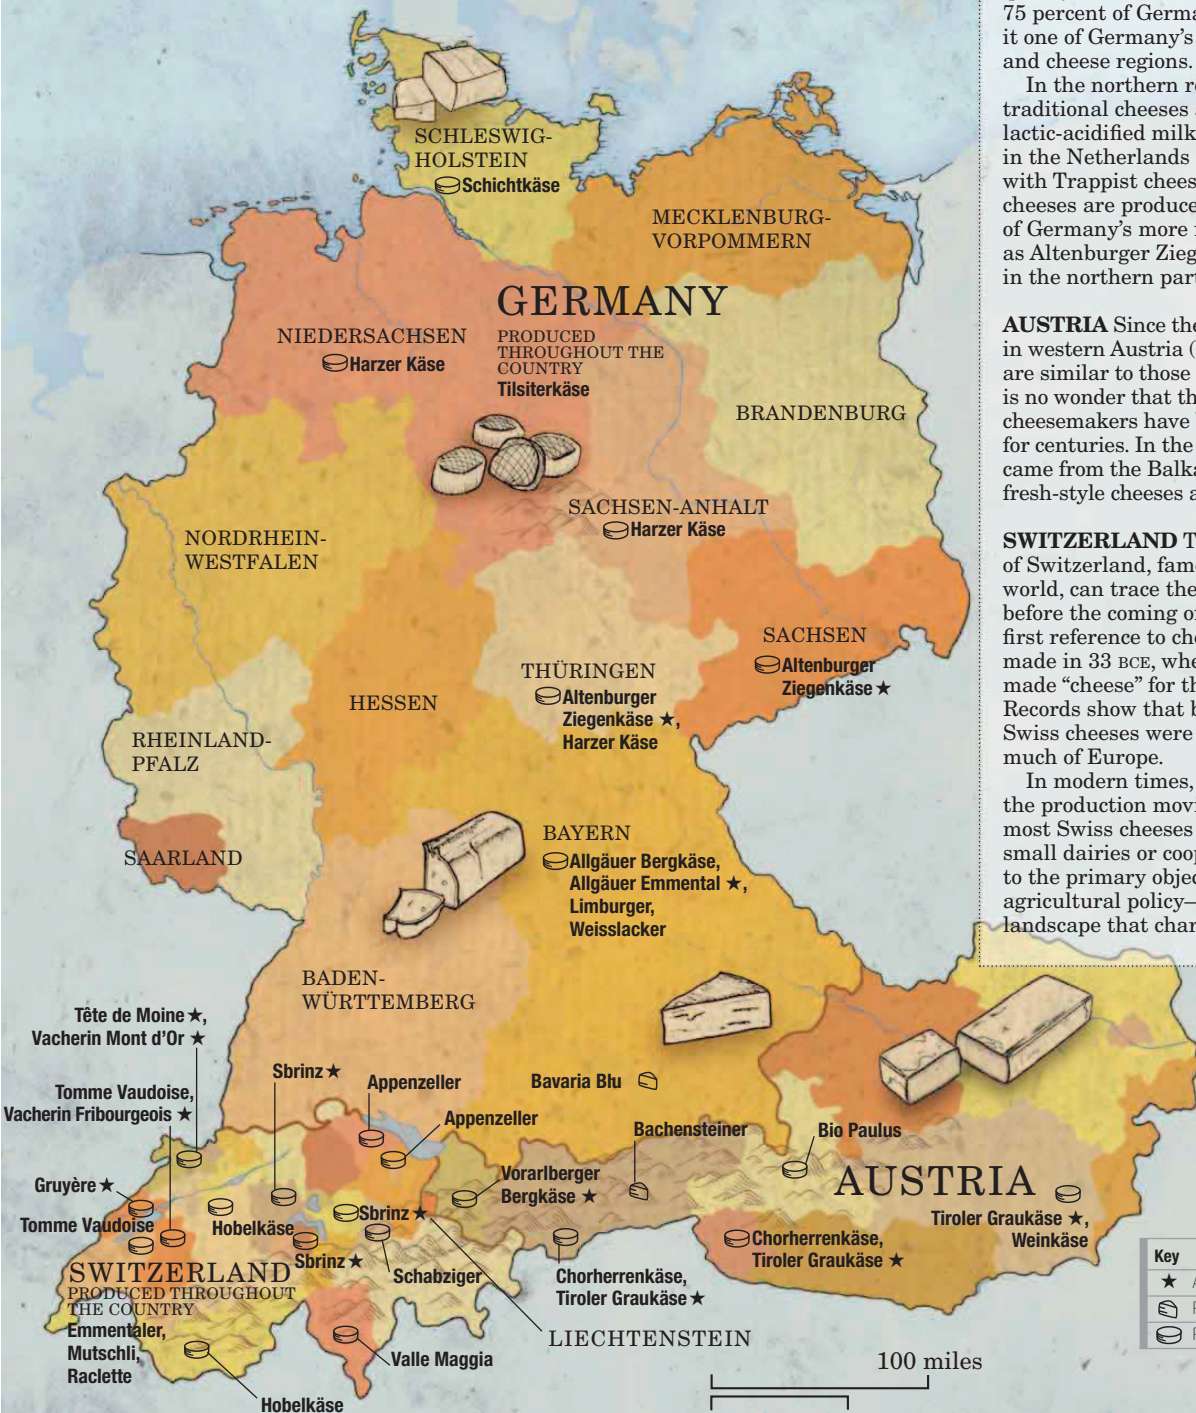 SCHLESWIG-
HOLSTEIN
Schichtkäse
MECKLENBURG-
VORPOMMERN
GERMANY
PRODUCED
THROUGHOUT THE
COUNTRY
Tilsiterkäse
NIEDERSACHSEN
Harzer Käse
BRANDENBURG
SACHSEN-ANHALT
Harzer Käse
NORDRHEIN-
WESTFALEN
SACHSEN
Altenburger
Ziegenkäse ★
THÜRINGEN
Altenburger
Ziegenkäse ★,
Harzer Käse
HESSEN
RHEINLAND-
PFALZ
SAARLAND
BAYERN
Allgäuer Bergkäse,
Allgäuer Emmental ★,
Limburger,
Weisslacker
BADEN-
WÜRTTEMBERG
Tête de Moine ★,
Vacherin Mont d’Or ★
Tomme Vaudoise,
Vacherin Fribourgeois ★
Sbrinz ★
Appenzeller
Appenzeller
Bavaria Blu
Bachensteiner
Bio Paulus
Vorarlberger
Bergkäse ★
AUSTRIA
Gruyère ★
Tomme Vaudoise
Hobelkäse
Sbrinz ★
Sbrinz ★
Schabziger
Chorherrenkäse,
Tiroler Graukäse ★
Chorherrenkäse,
Tiroler Graukäse ★
Tiroler Graukäse ★,
Weinkäse
SWITZERLAND
PRODUCED THROUGHOUT
THE COUNTRY
Emmentaler,
Mutschli,
Raclette
LIECHTENSTEIN
Valle Maggia
Hobelkäse
100 miles
Key
★
75 percent of Germa
it one of Germany’s
and cheese regions.
In the northern re
traditional cheeses
lactic-acidified milk
in the Netherlands
with Trappist chees
cheeses are produce
of Germany’s more
as Altenburger Zieg
in the northern part
AUSTRIA Since the
in western Austria (
are similar to those
is no wonder that th
cheesemakers have
for centuries. In the
came from the Balka
fresh-style cheeses a
SWITZERLAND T
of Switzerland, fame
world, can trace the
before the coming o
first reference to che
made in 33 BCE, whe
made “cheese” for th
Records show that b
Swiss cheeses were
much of Europe.
In modern times,
the production movi
most Swiss cheeses
small dairies or coop
to the primary objec
agricultural policy—
landscape that char